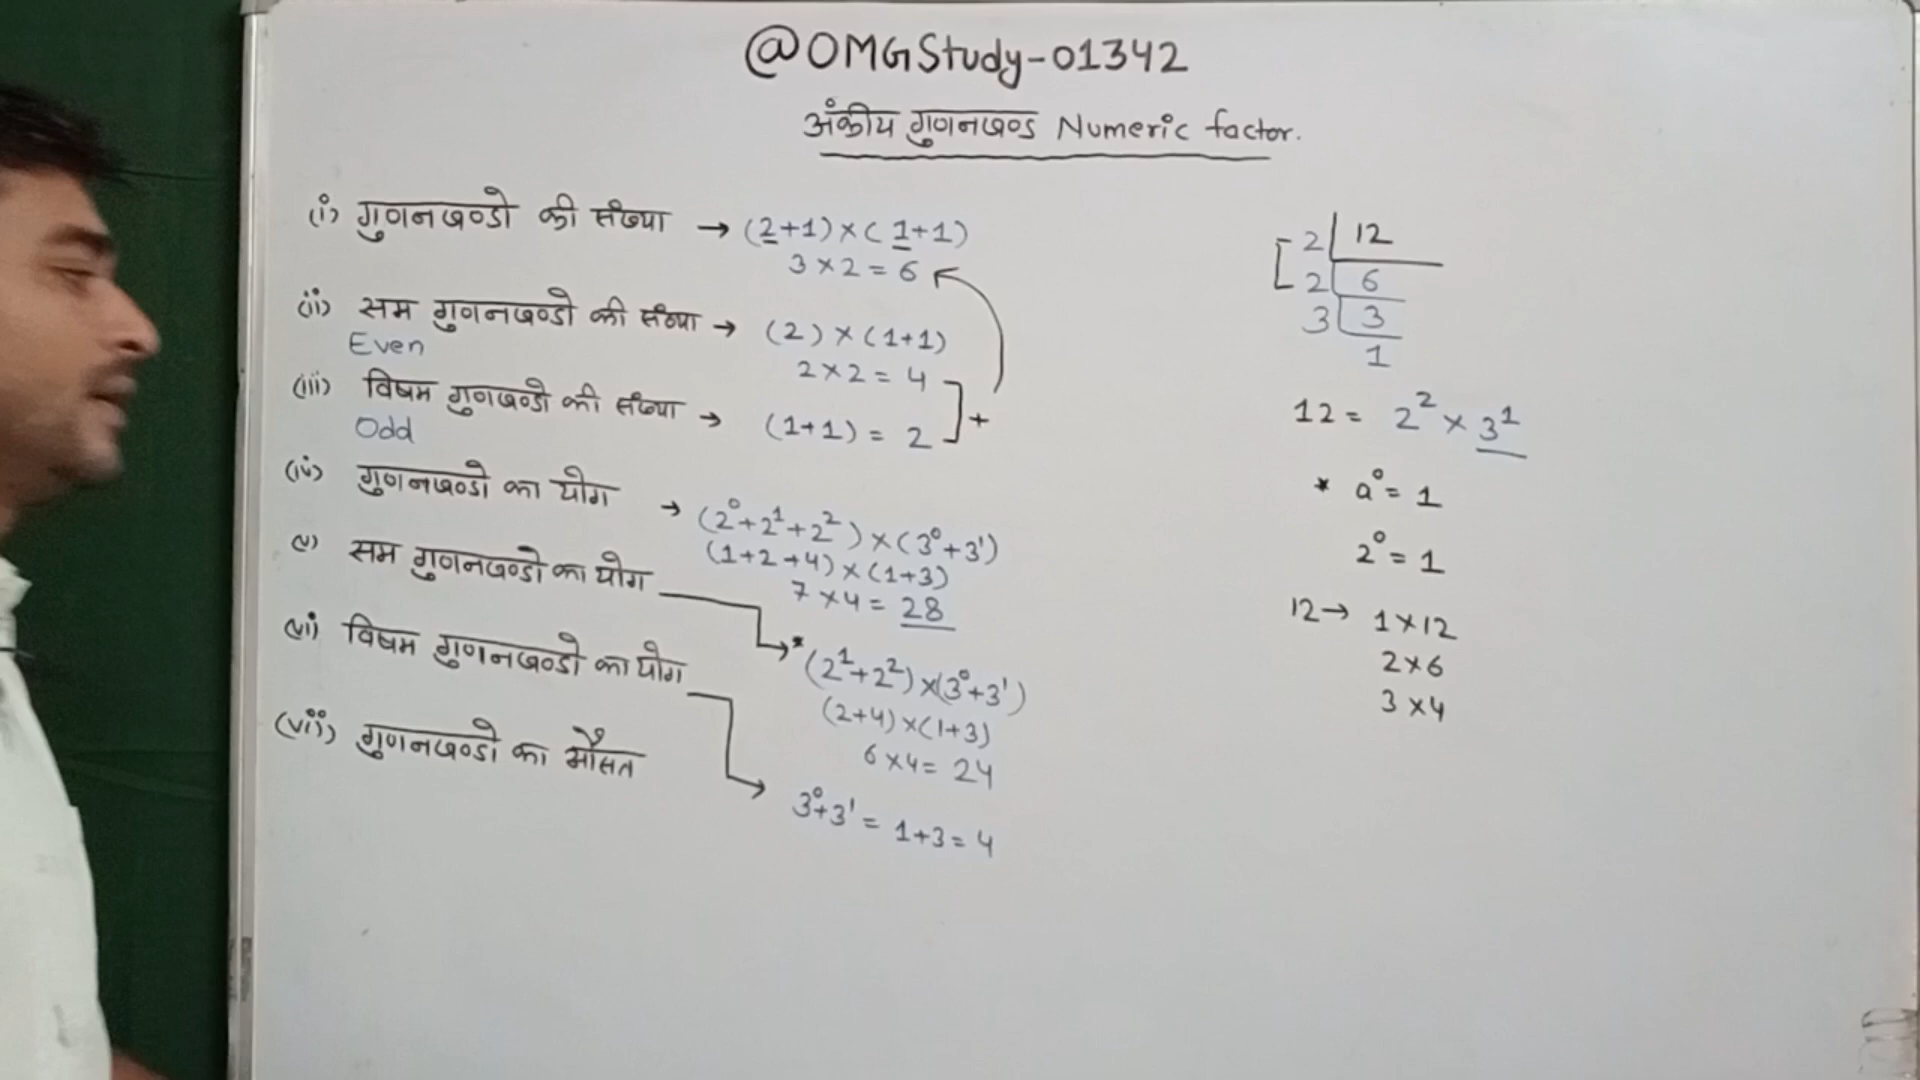 @OMGStudy-01342
अंकीय गुणनखण्ड Numeric factor.
(i) गुणनखण्डो की संख्या → (2+1)×(1+1)
3×2=6
(ii) सम गुणनखण्डो की संख्या → (2)×(1+1)
Even
2×2=4
(iii) विषम गुणखण्डो की संख्या → (1+1)=2
Odd
+
(iv) गुणनखण्डो का योग → (2⁰+2¹+2²)×(3⁰+3¹)
(1+2+4)×(1+3)
7×4=28
(v) सम गुणनखण्डो का योग → *(2¹+2²)×(3⁰+3¹)
(2+4)×(1+3)
6×4=24
(vi) विषम गुणनखण्डो का योग → 3⁰+3¹=1+3=4
(vii) गुणनखण्डो का औसत
2 | 12
2 | 6
3 | 3
1
12= 2²×3¹
* a⁰=1
2⁰=1
12→ 1×12
2×6
3×4